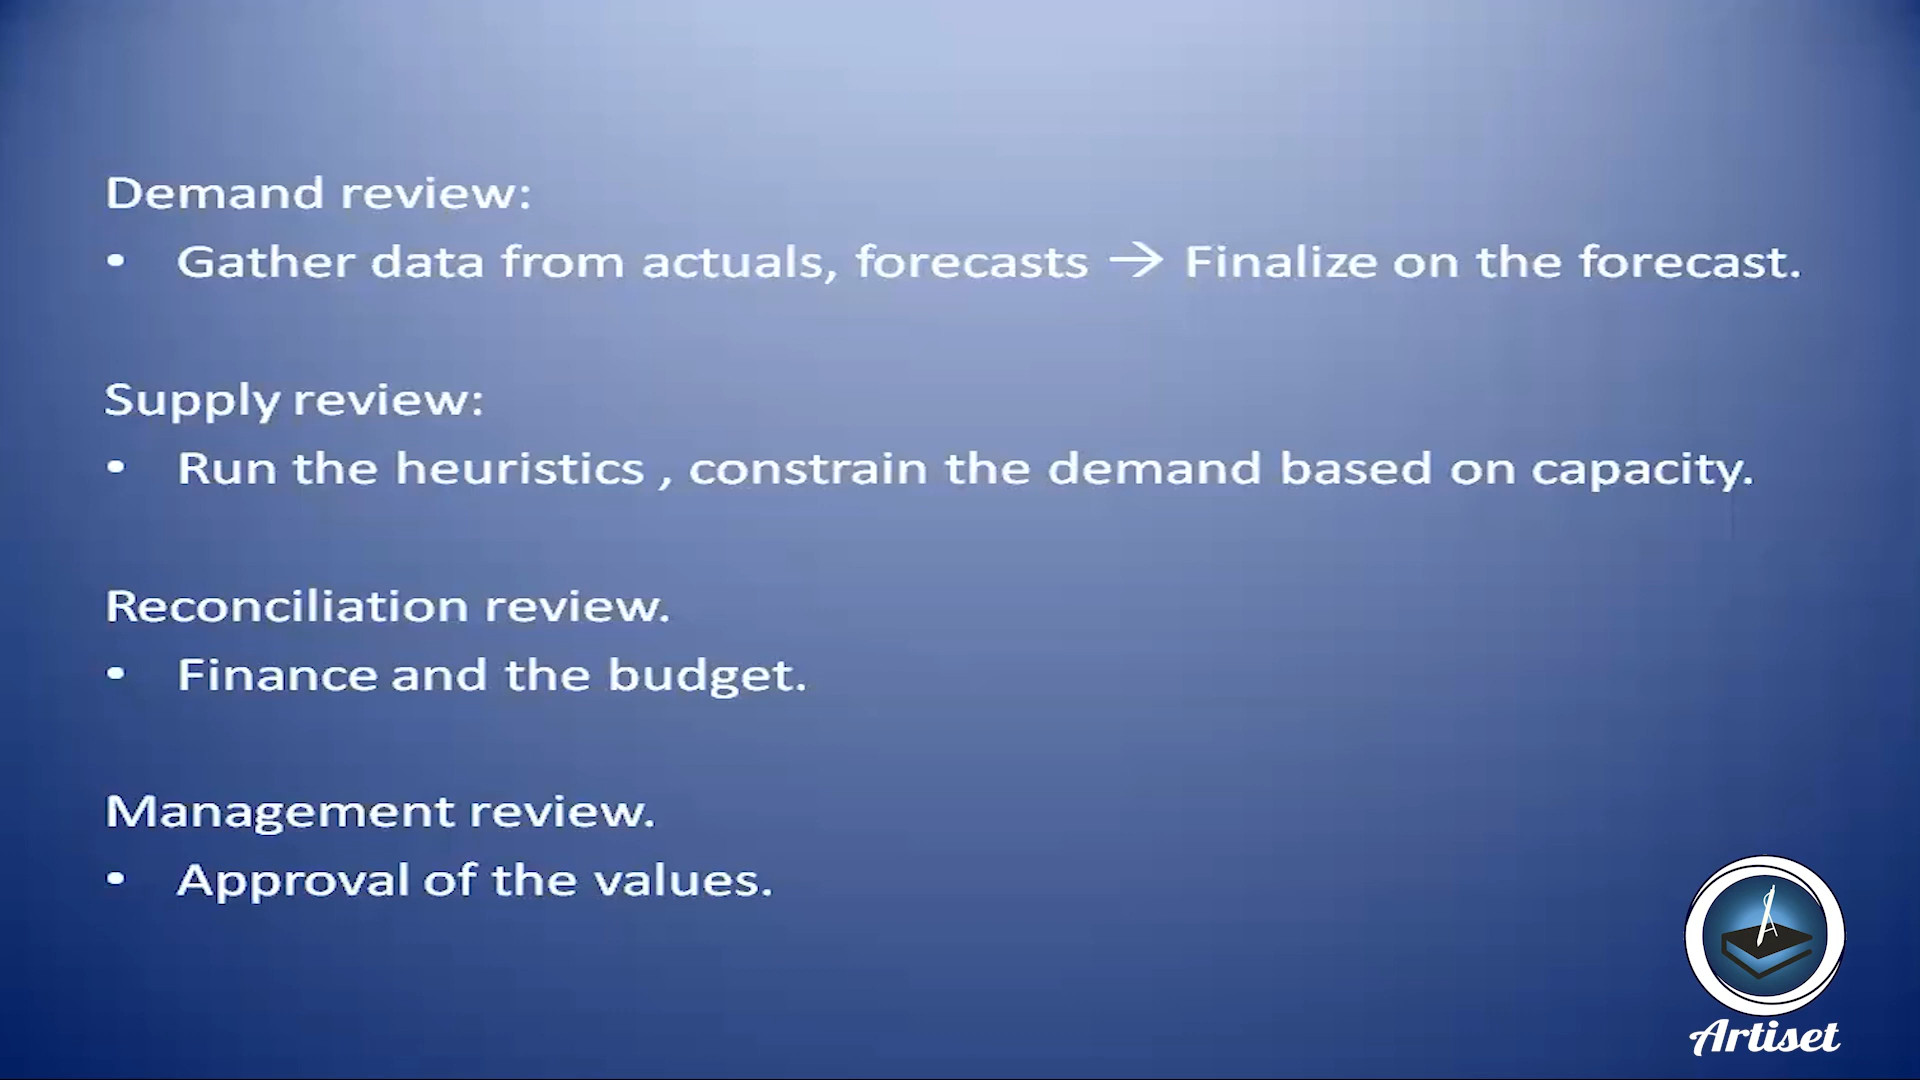 Demand review:
• Gather data from actuals, forecasts → Finalize on the forecast.
Supply review:
• Run the heuristics , constrain the demand based on capacity.
Reconciliation review.
• Finance and the budget.
Management review.
• Approval of the values.
Artiset